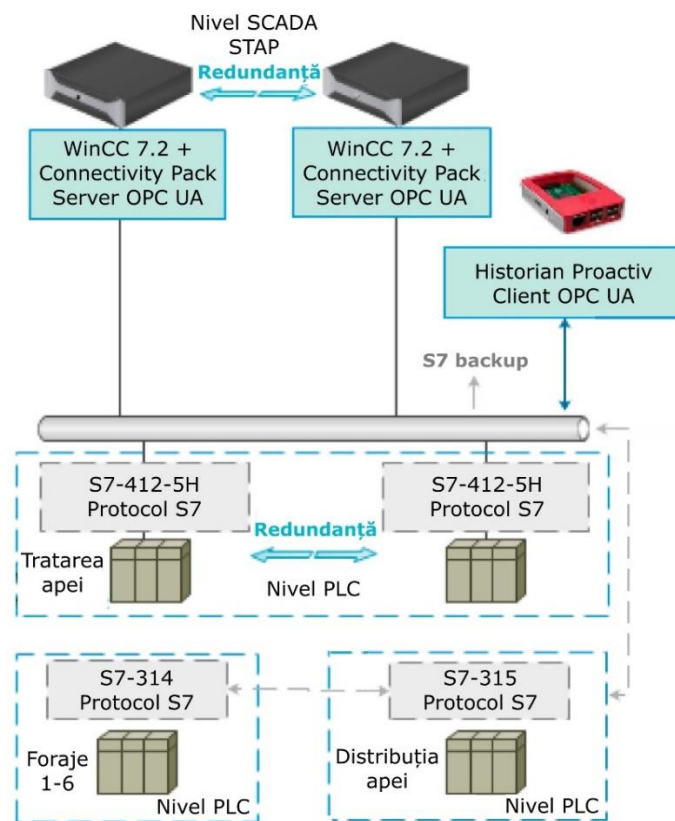 Nivel SCADA
STAP
Redundanță
WinCC 7.2 +
Connectivity Pack
Server OPC UA
WinCC 7.2 +
Connectivity Pack
Server OPC UA
Historian Proactiv
Client OPC UA
S7 backup
S7-412-5H
Protocol S7
S7-412-5H
Protocol S7
Redundanță
Tratarea
apei
Nivel PLC
S7-314
Protocol S7
S7-315
Protocol S7
Foraje
1-6
Nivel PLC
Distribuția
apei
Nivel PLC